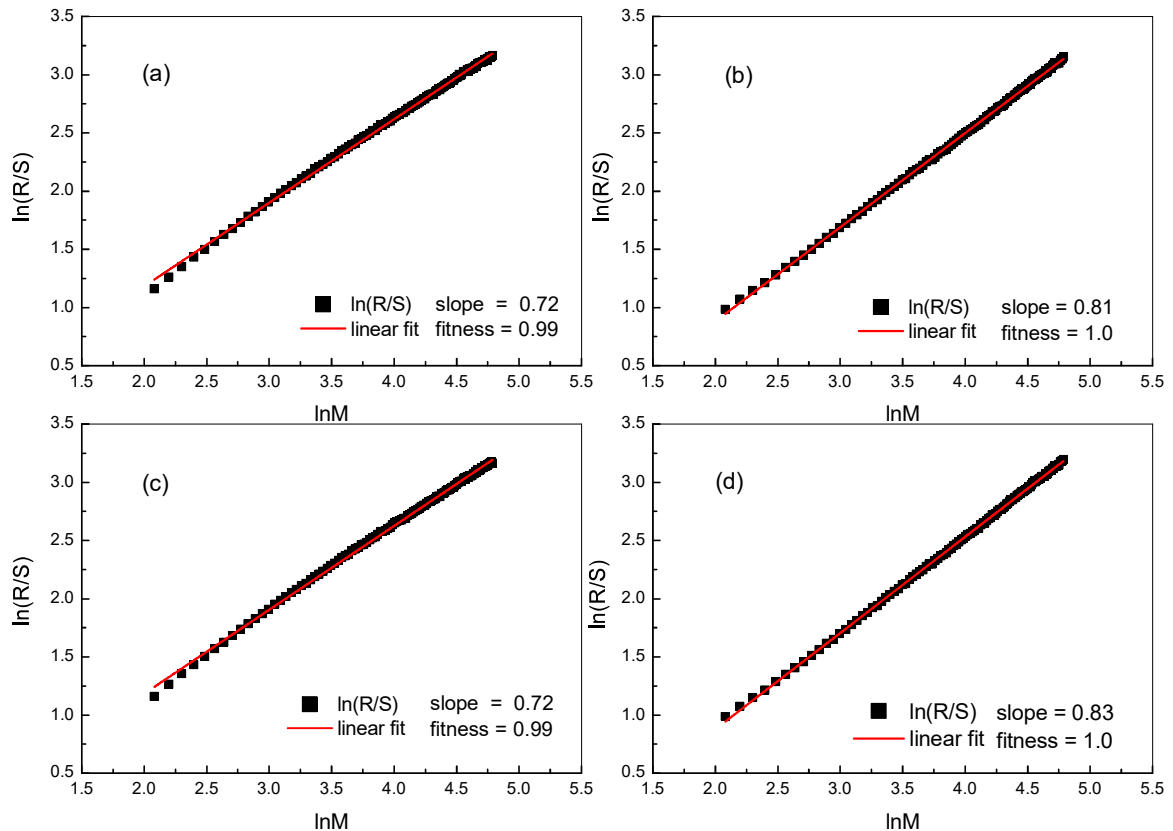 3.5
3.0
2.5
2.0
1.5
1.0
0.5
ln(R/S)
(a)
ln(R/S) slope = 0.72
linear fit fitness = 0.99
1.5 2.0 2.5 3.0 3.5 4.0 4.5 5.0 5.5
lnM
3.5
3.0
2.5
2.0
1.5
1.0
0.5
ln(R/S)
(b)
ln(R/S) slope = 0.81
linear fit fitness = 1.0
1.5 2.0 2.5 3.0 3.5 4.0 4.5 5.0 5.5
lnM
3.5
3.0
2.5
2.0
1.5
1.0
0.5
ln(R/S)
(c)
ln(R/S) slope = 0.72
linear fit fitness = 0.99
1.5 2.0 2.5 3.0 3.5 4.0 4.5 5.0 5.5
lnM
3.5
3.0
2.5
2.0
1.5
1.0
0.5
ln(R/S)
(d)
ln(R/S) slope = 0.83
linear fit fitness = 1.0
1.5 2.0 2.5 3.0 3.5 4.0 4.5 5.0 5.5
lnM